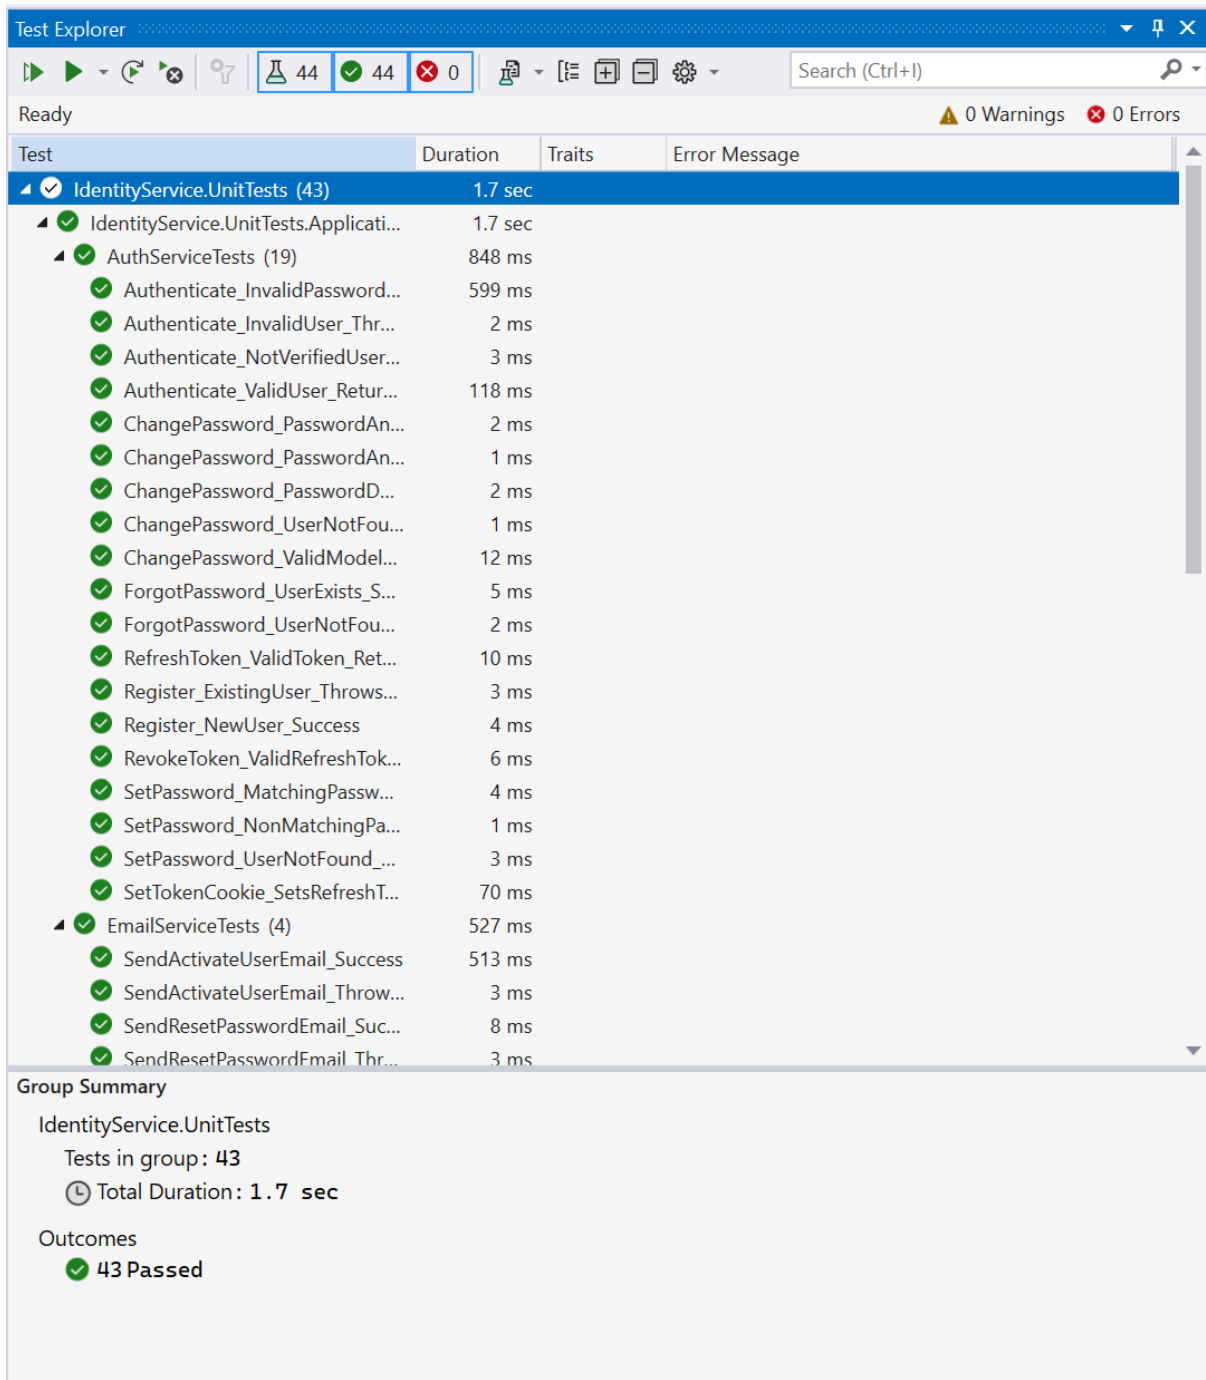 Test Explorer
44 44 0 Search (Ctrl+I)
Ready 0 Warnings 0 Errors
Test Duration Traits Error Message
IdentityService.UnitTests (43) 1.7 sec
IdentityService.UnitTests.Applicati... 1.7 sec
AuthServiceTests (19) 848 ms
Authenticate_InvalidPassword... 599 ms
Authenticate_InvalidUser_Thr... 2 ms
Authenticate_NotVerifiedUser... 3 ms
Authenticate_ValidUser_Retur... 118 ms
ChangePassword_PasswordAn... 2 ms
ChangePassword_PasswordAn... 1 ms
ChangePassword_PasswordD... 2 ms
ChangePassword_UserNotFou... 1 ms
ChangePassword_ValidModel... 12 ms
ForgotPassword_UserExists_S... 5 ms
ForgotPassword_UserNotFou... 2 ms
RefreshToken_ValidToken_Ret... 10 ms
Register_ExistingUser_Throws... 3 ms
Register_NewUser_Success 4 ms
RevokeToken_ValidRefreshTok... 6 ms
SetPassword_MatchingPassw... 4 ms
SetPassword_NonMatchingPa... 1 ms
SetPassword_UserNotFound_... 3 ms
SetTokenCookie_SetsRefreshT... 70 ms
EmailServiceTests (4) 527 ms
SendActivateUserEmail_Success 513 ms
SendActivateUserEmail_Throw... 3 ms
SendResetPasswordEmail_Suc... 8 ms
SendResetPasswordEmail_Thr... 3 ms
Group Summary
IdentityService.UnitTests
Tests in group: 43
Total Duration: 1.7 sec
Outcomes
43 Passed